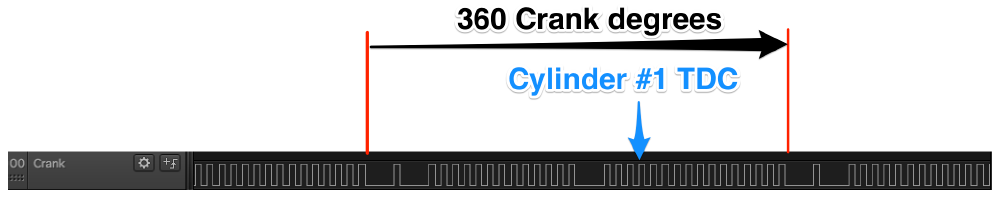 360 Crank degrees
Cylinder #1 TDC
00 Crank